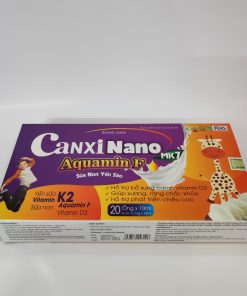 Bone care
CANXI Nano
MK7
Aquamin F
Sữa Non Yến Sào
Yến sào
Vitamin K2
Aquamin F
Sữa non
Vitamin D3
• Hỗ trợ bổ sung canxi, vitamin D3
• Giúp xương, răng chắc khỏe
• Hỗ trợ phát triển chiều cao
20 Ống x 10ml